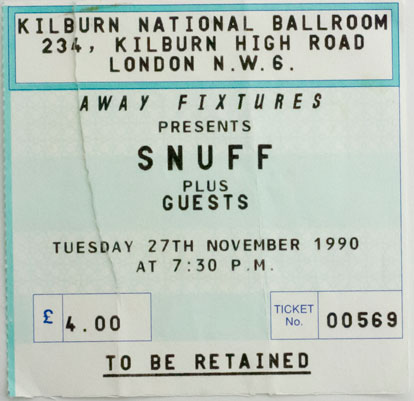 KILBURN NATIONAL BALLROOM
234, KILBURN HIGH ROAD
LONDON N.W.6.
AWAY FIXTURES
PRESENTS
SNUFF
PLUS
GUESTS
TUESDAY 27TH NOVEMBER 1990
AT 7:30 P.M.
£ 4.00
TICKET No. 00569
TO BE RETAINED